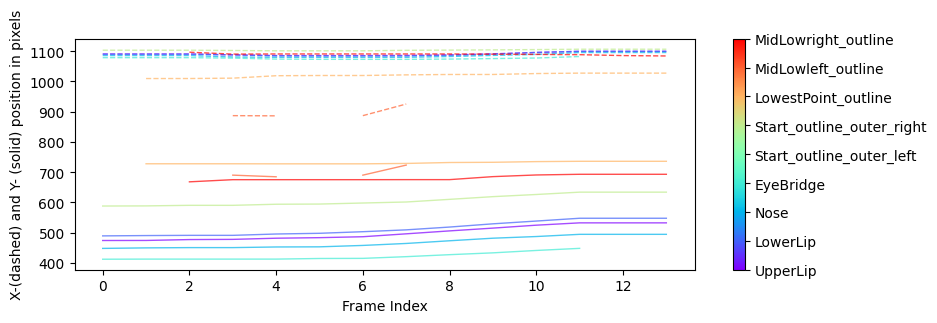 X-(dashed) and Y- (solid) position in pixels
1100
1000
900
800
700
600
500
400
0
2
4
6
8
10
12
Frame Index
MidLowright_outline
MidLowleft_outline
LowestPoint_outline
Start_outline_outer_right
Start_outline_outer_left
EyeBridge
Nose
LowerLip
UpperLip